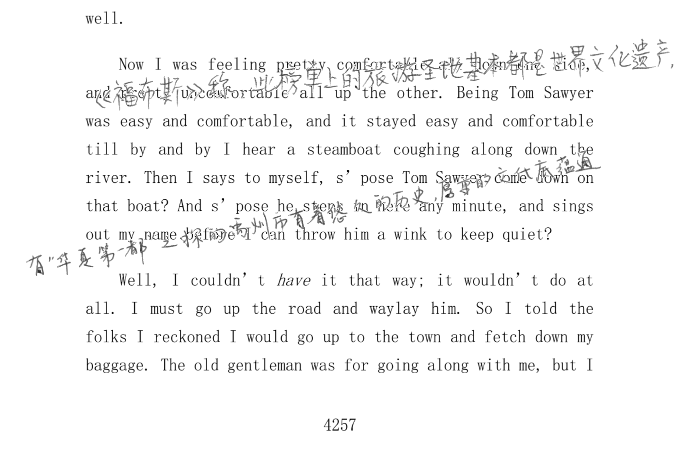 well.
Now I was feeling pretty comfortable all down one side,
《福布斯》称,此榜单上的旅游圣地基本都是世界文化遗产,
and pretty uncomfortable all up the other. Being Tom Sawyer
was easy and comfortable, and it stayed easy and comfortable
till by and by I hear a steamboat coughing along down the
river. Then I says to myself, s’pose Tom Sawyer come down on
that boat? And s’pose he steps in here any minute, and sings
out my name before I can throw him a wink to keep quiet?
有“华夏第一都”之称的禹州市有着悠久的历史,厚重的文化底蕴
Well, I couldn’t have it that way; it wouldn’t do at
all. I must go up the road and waylay him. So I told the
folks I reckoned I would go up to the town and fetch down my
baggage. The old gentleman was for going along with me, but I
4257